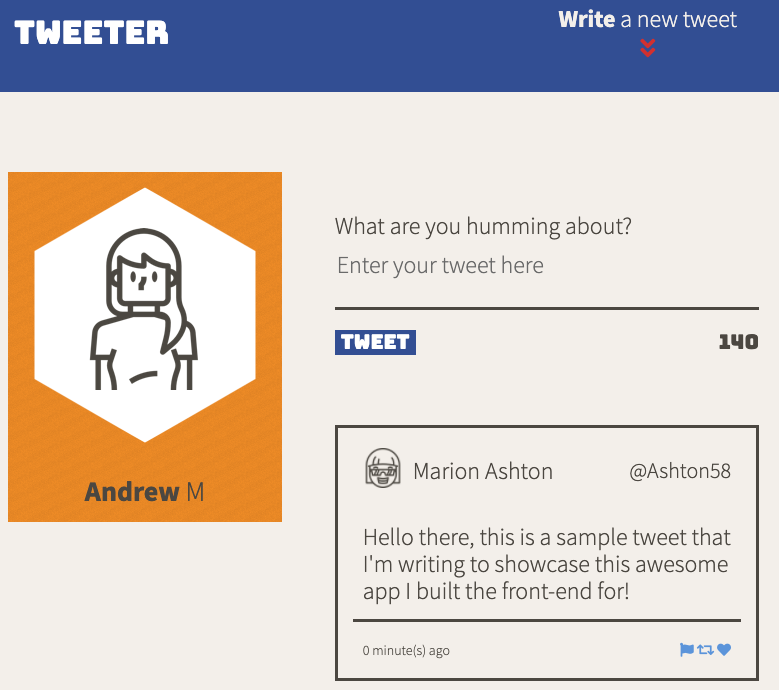 TWEETER
Write a new tweet
Andrew M
What are you humming about?
Enter your tweet here
TWEET
140
Marion Ashton
@Ashton58
Hello there, this is a sample tweet that
I'm writing to showcase this awesome
app I built the front-end for!
0 minute(s) ago